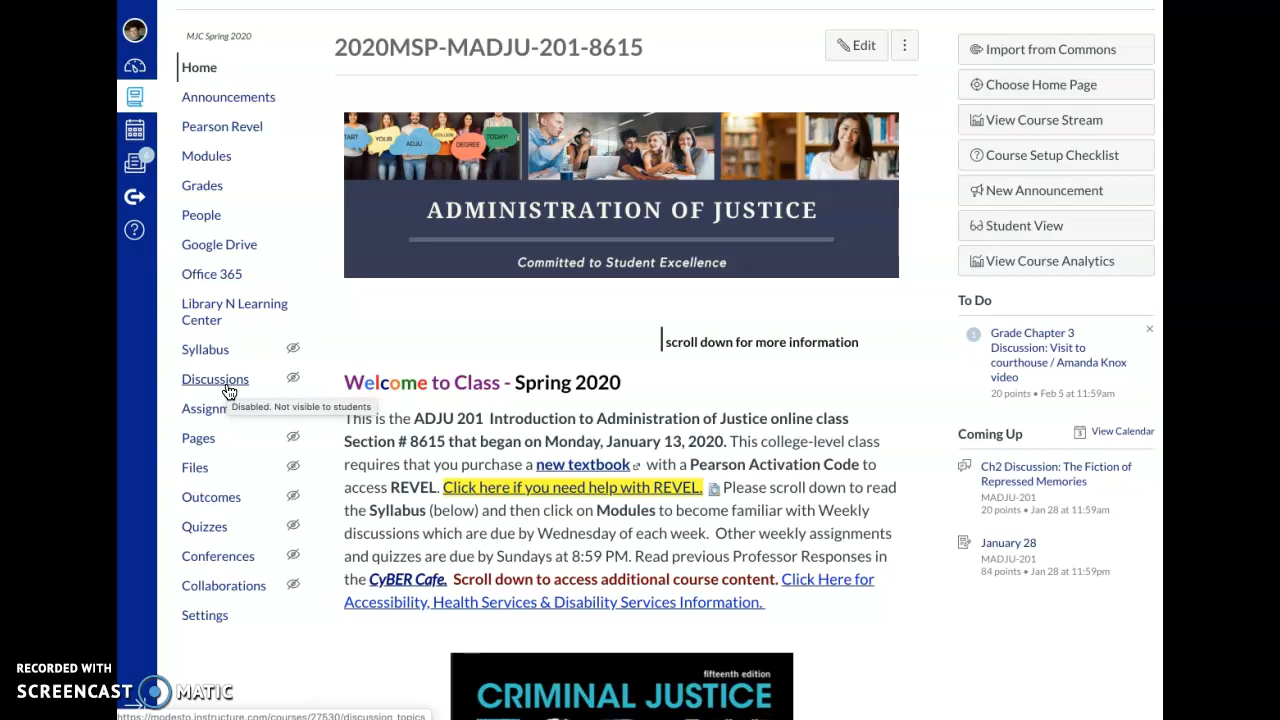 MJC Spring 2020
Home
Announcements
Pearson Revel
Modules
Grades
People
Google Drive
Office 365
Library N Learning
Center
Syllabus
Discussions
Disabled. Not visible to students
Assignm
Pages
Files
Outcomes
Quizzes
Conferences
Collaborations
Settings
6
2020MSP-MADJU-201-8615
Edit
START YOUR ADJU COLLEGE DEGREE TODAY!
ADMINISTRATION OF JUSTICE
Committed to Student Excellence
scroll down for more information
Welcome to Class - Spring 2020
This is the ADJU 201 Introduction to Administration of Justice online class
Section # 8615 that began on Monday, January 13, 2020. This college-level class
requires that you purchase a new textbook with a Pearson Activation Code to
access REVEL. Click here if you need help with REVEL. Please scroll down to read
the Syllabus (below) and then click on Modules to become familiar with Weekly
discussions which are due by Wednesday of each week. Other weekly assignments
and quizzes are due by Sundays at 8:59 PM. Read previous Professor Responses in
the CyBER Cafe. Scroll down to access additional course content. Click Here for
Accessibility, Health Services & Disability Services Information.
fifteenth edition
CRIMINAL JUSTICE
Import from Commons
Choose Home Page
View Course Stream
Course Setup Checklist
New Announcement
Student View
View Course Analytics
To Do
1
Grade Chapter 3
Discussion: Visit to
courthouse / Amanda Knox
video
20 points • Feb 5 at 11:59am
Coming Up
View Calendar
Ch2 Discussion: The Fiction of
Repressed Memories
MADJU-201
20 points • Jan 28 at 11:59am
January 28
MADJU-201
84 points • Jan 28 at 11:59pm
RECORDED WITH
SCREENCAST MATIC
https://modesto.instructure.com/courses/27530/discussion_topics